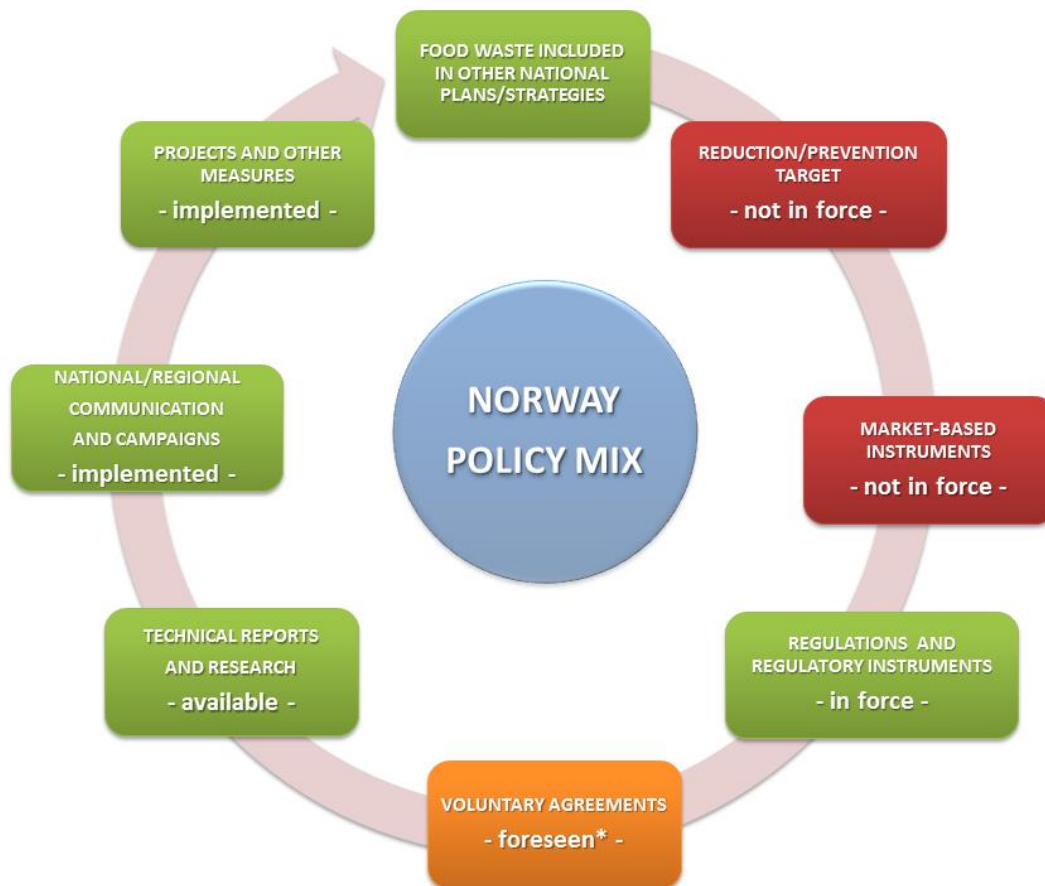 FOOD WASTE INCLUDED
IN OTHER NATIONAL
PLANS/STRATEGIES
REDUCTION/PREVENTION
TARGET
- not in force -
MARKET-BASED
INSTRUMENTS
- not in force -
REGULATIONS AND
REGULATORY INSTRUMENTS
- in force -
VOLUNTARY AGREEMENTS
- foreseen* -
TECHNICAL REPORTS
AND RESEARCH
- available -
NATIONAL/REGIONAL
COMMUNICATION
AND CAMPAIGNS
- implemented -
PROJECTS AND OTHER
MEASURES
- implemented -
NORWAY
POLICY MIX